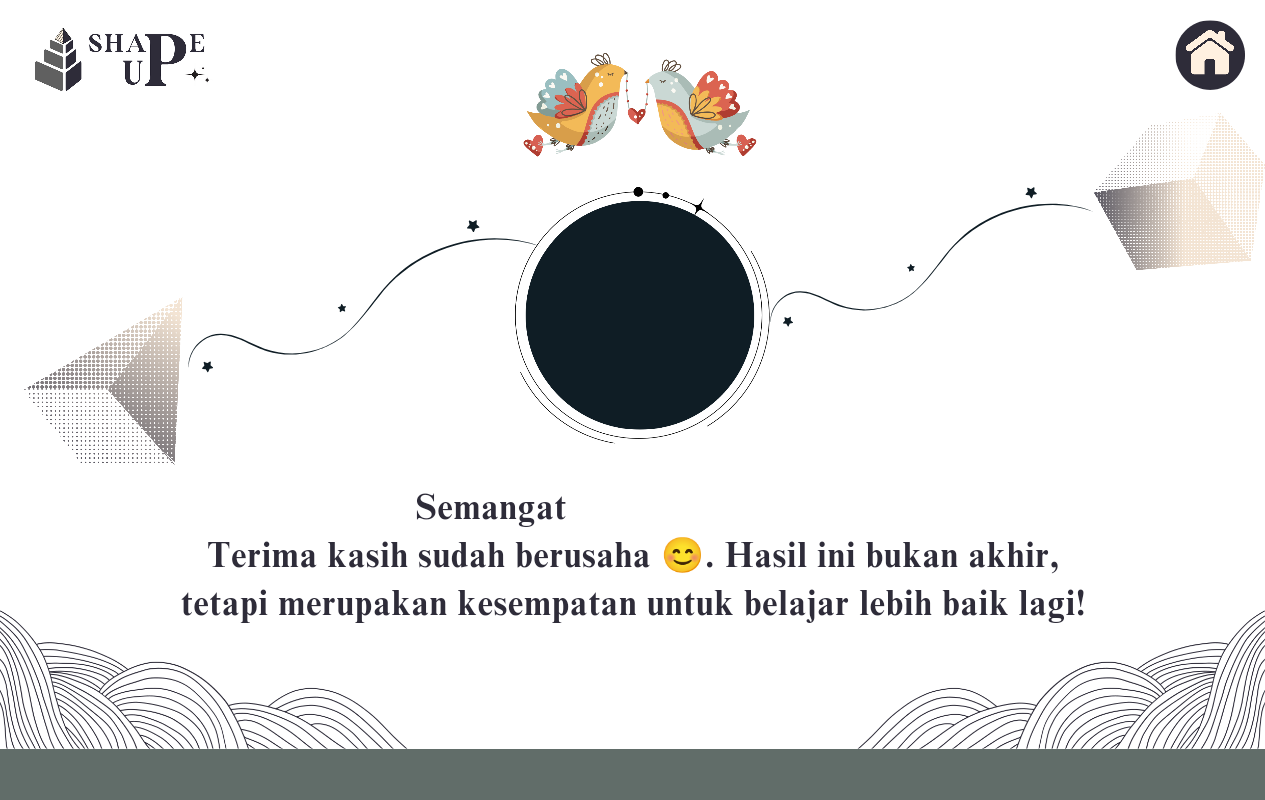 SHAPE
UP
Semangat
Terima kasih sudah berusaha 😊. Hasil ini bukan akhir,
tetapi merupakan kesempatan untuk belajar lebih baik lagi!